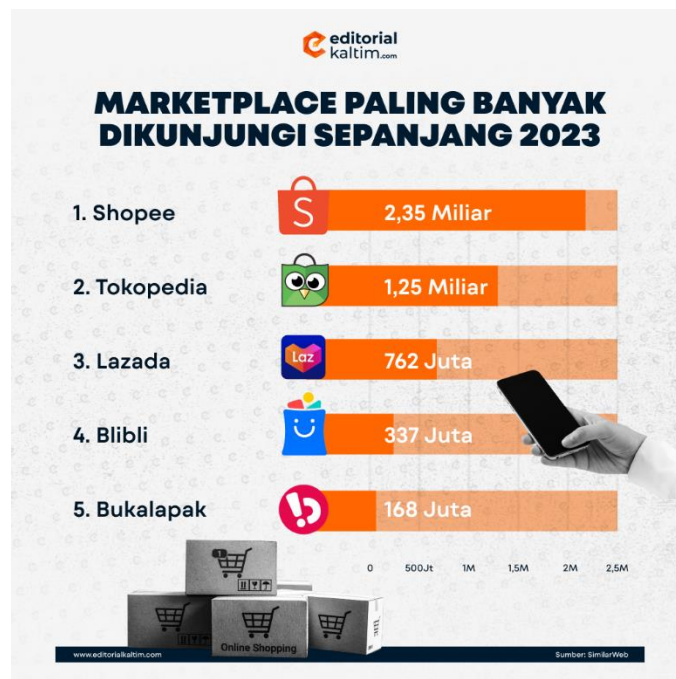 editorial
kaltim.com
MARKETPLACE PALING BANYAK
DIKUNJUNGI SEPANJANG 2023
1. Shopee
S
2,35 Miliar
2. Tokopedia
1,25 Miliar
3. Lazada
Laz
762 Juta
4. Blibli
337 Juta
5. Bukalapak
168 Juta
0 500Jt 1M 1,5M 2M 2,5M
1
Online Shopping
www.editorialkaltim.com
Sumber: SimilarWeb